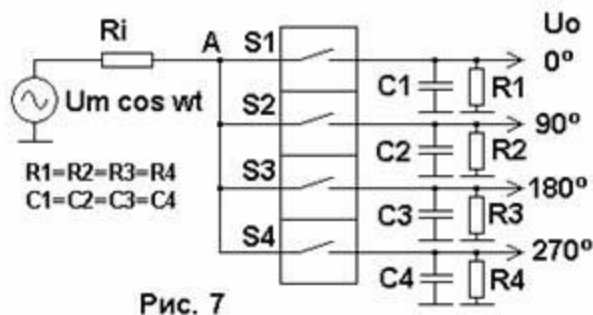 Ri
A
S1
Uo
0º
C1
R1
Um cos wt
S2
90º
C2
R2
R1=R2=R3=R4
C1=C2=C3=C4
S3
180º
C3
R3
S4
270º
C4
R4
Рис. 7